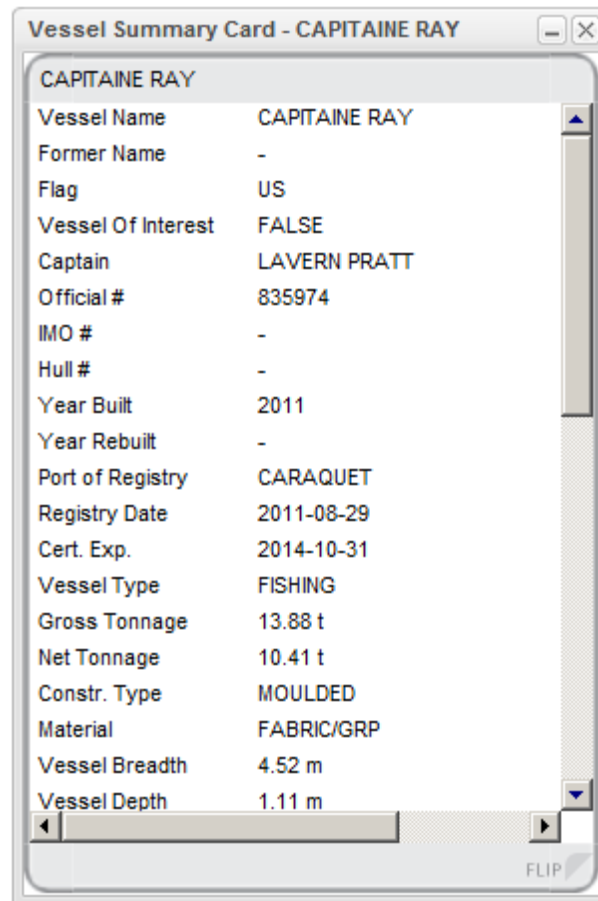 Vessel Summary Card - CAPITAINE RAY
CAPITAINE RAY
Vessel Name CAPITAINE RAY
Former Name -
Flag US
Vessel Of Interest FALSE
Captain LAVERN PRATT
Official # 835974
IMO # -
Hull # -
Year Built 2011
Year Rebuilt -
Port of Registry CARAQUET
Registry Date 2011-08-29
Cert. Exp. 2014-10-31
Vessel Type FISHING
Gross Tonnage 13.88 t
Net Tonnage 10.41 t
Constr. Type MOULDED
Material FABRIC/GRP
Vessel Breadth 4.52 m
Vessel Depth 1.11 m
FLIP